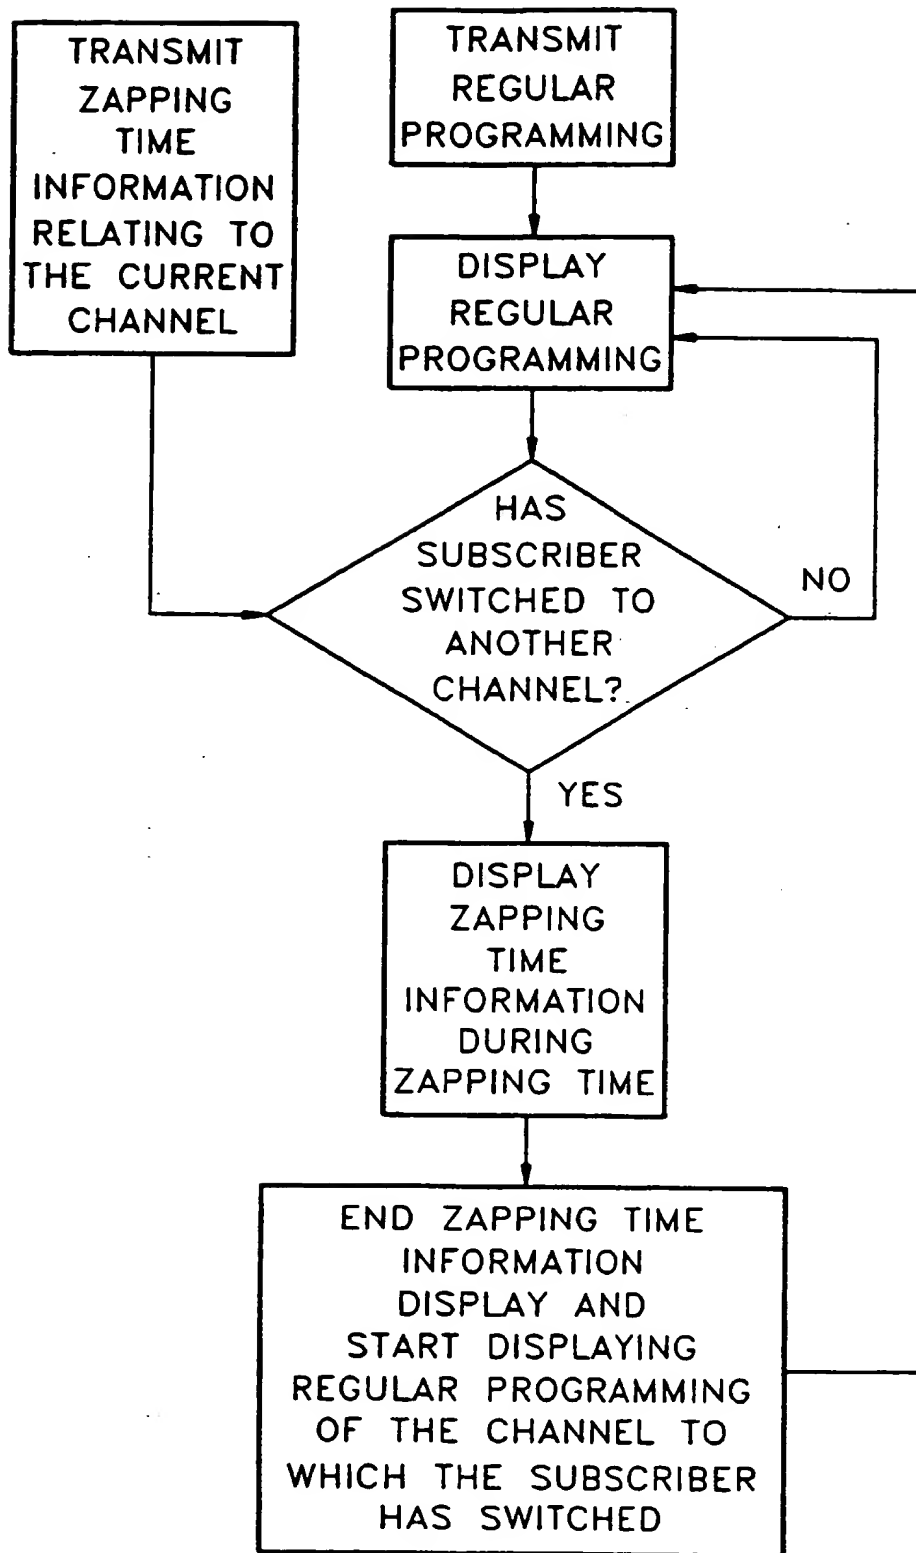 TRANSMIT
ZAPPING
TIME
INFORMATION
RELATING TO
THE CURRENT
CHANNEL
TRANSMIT
REGULAR
PROGRAMMING
DISPLAY
REGULAR
PROGRAMMING
HAS
SUBSCRIBER
SWITCHED TO
ANOTHER
CHANNEL?
NO
YES
DISPLAY
ZAPPING
TIME
INFORMATION
DURING
ZAPPING TIME
END ZAPPING TIME
INFORMATION
DISPLAY AND
START DISPLAYING
REGULAR PROGRAMMING
OF THE CHANNEL TO
WHICH THE SUBSCRIBER
HAS SWITCHED